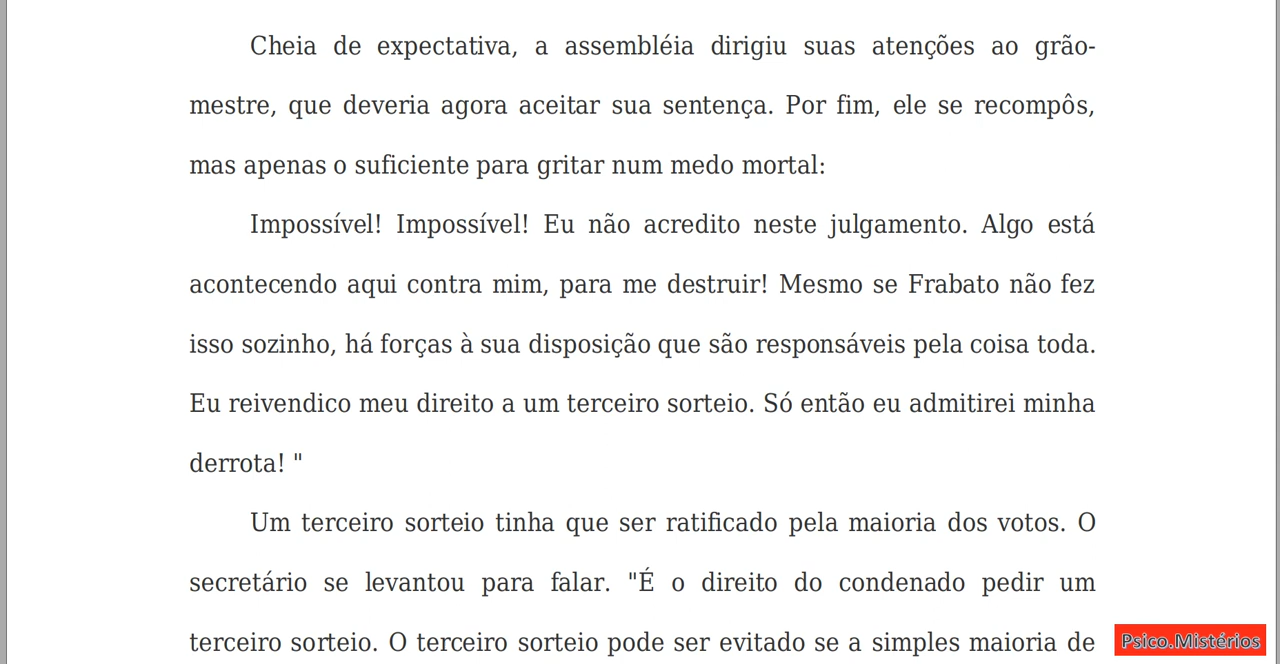 Cheia de expectativa, a assembléia dirigiu suas atenções ao grão-
mestre, que deveria agora aceitar sua sentença. Por fim, ele se recompôs,
mas apenas o suficiente para gritar num medo mortal:
Impossível! Impossível! Eu não acredito neste julgamento. Algo está
acontecendo aqui contra mim, para me destruir! Mesmo se Frabato não fez
isso sozinho, há forças à sua disposição que são responsáveis pela coisa toda.
Eu reivendico meu direito a um terceiro sorteio. Só então eu admitirei minha
derrota! "
Um terceiro sorteio tinha que ser ratificado pela maioria dos votos. O
secretário se levantou para falar. "É o direito do condenado pedir um
terceiro sorteio. O terceiro sorteio pode ser evitado se a simples maioria de
Psico.Mistérios